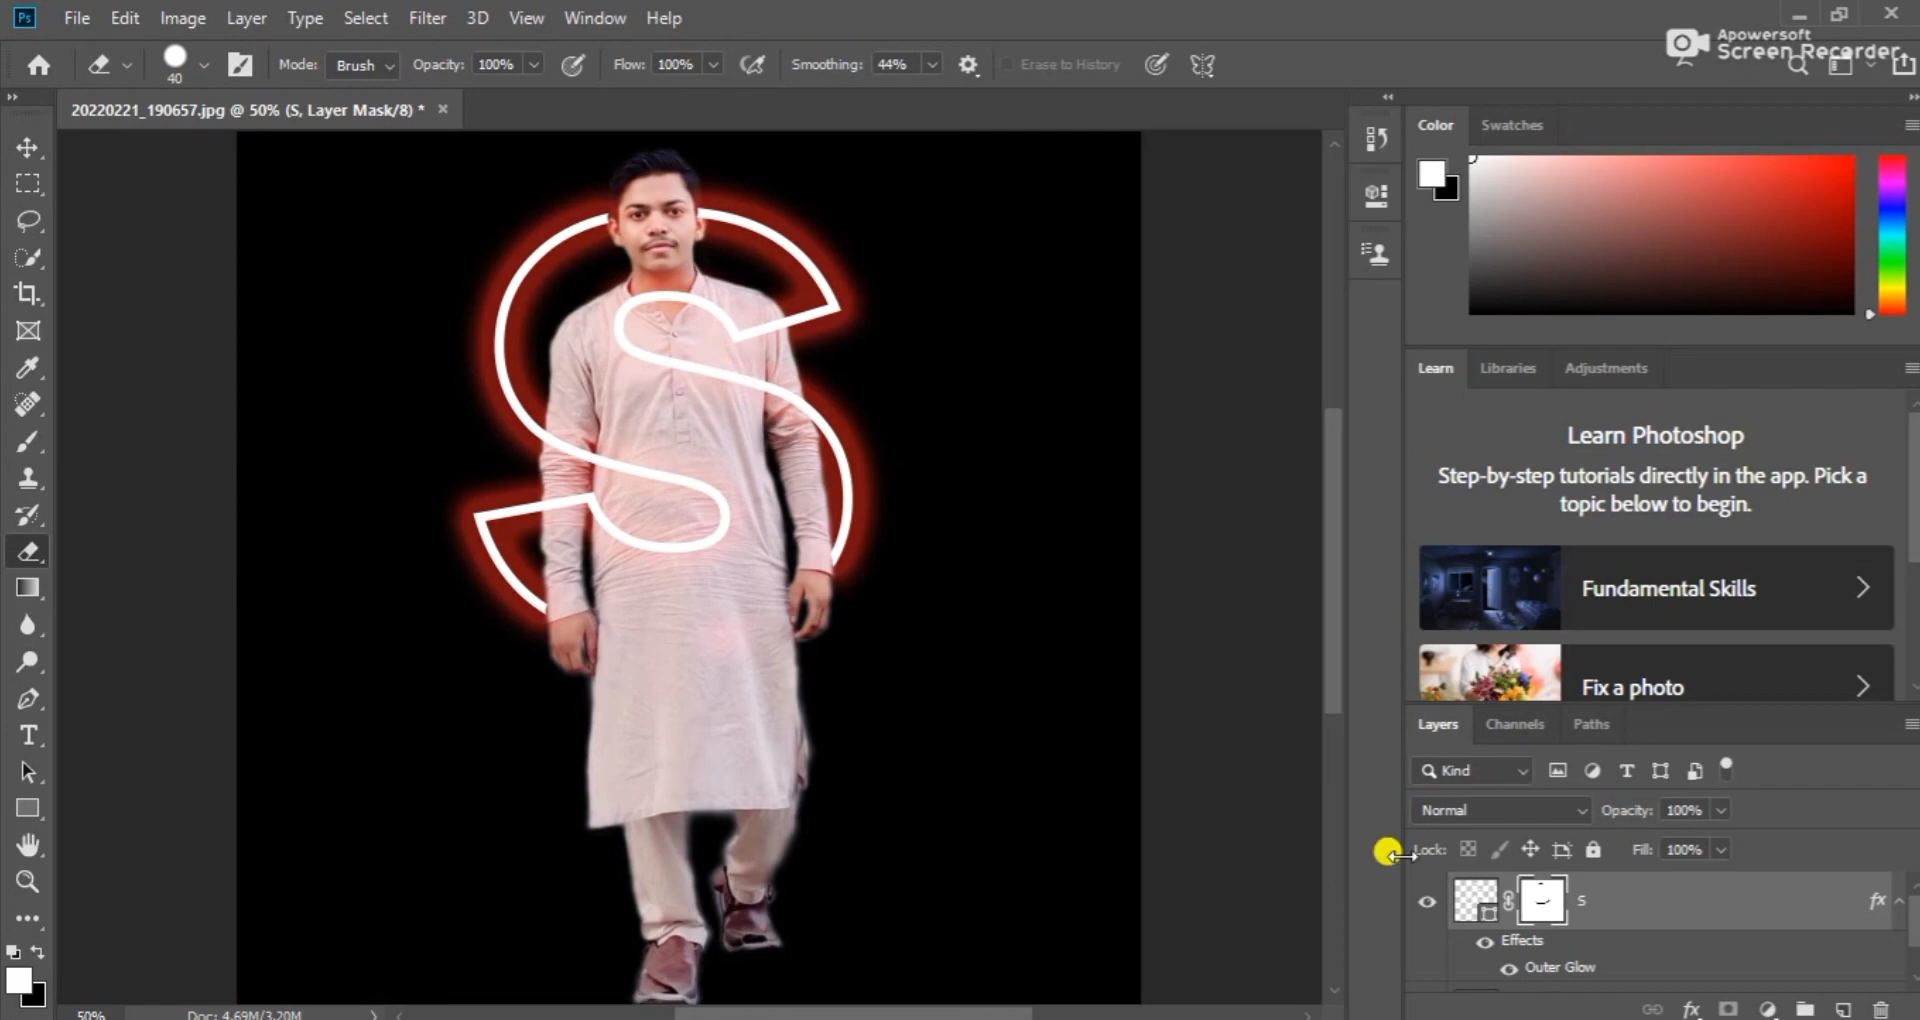 Ps File Edit Image Layer Type Select Filter 3D View Window Help
Apowersoft
Screen Recorder
40 Mode: Brush Opacity: 100% Flow: 100% Smoothing: 44% Erase to History
20220221_190657.jpg @ 50% (S, Layer Mask/8) *
Color Swatches
S
Learn Libraries Adjustments
Learn Photoshop
Step-by-step tutorials directly in the app. Pick a
topic below to begin.
Fundamental Skills
Fix a photo
Layers Channels Paths
Kind
Normal Opacity: 100%
Lock: Fill: 100%
S fx
Effects
Outer Glow
50% Doc: 4.69M/3.20M
fx